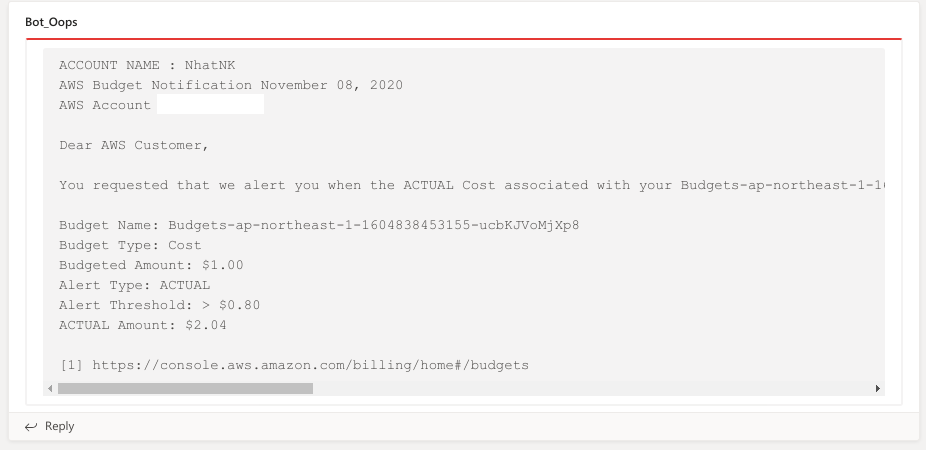 Bot_Oops
ACCOUNT NAME : NhatNK
AWS Budget Notification November 08, 2020
AWS Account
Dear AWS Customer,
You requested that we alert you when the ACTUAL Cost associated with your Budgets-ap-northeast-1-1
Budget Name: Budgets-ap-northeast-1-1604838453155-ucbKJVoMjXp8
Budget Type: Cost
Budgeted Amount: $1.00
Alert Type: ACTUAL
Alert Threshold: > $0.80
ACTUAL Amount: $2.04
[1] https://console.aws.amazon.com/billing/home#/budgets
Reply